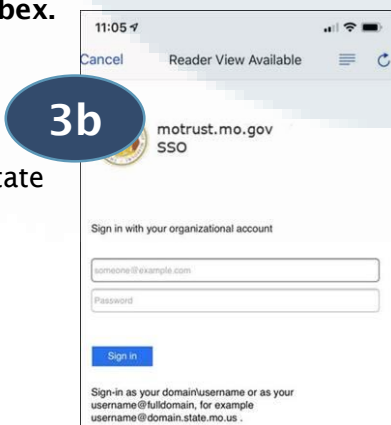 bex.
11:05
Cancel
Reader View Available
3b
motrust.mo.gov
SSO
tate
Sign in with your organizational account
someone@example.com
Password
Sign in
Sign-in as your domain\username or as your
username@fulldomain, for example
username@domain.state.mo.us .